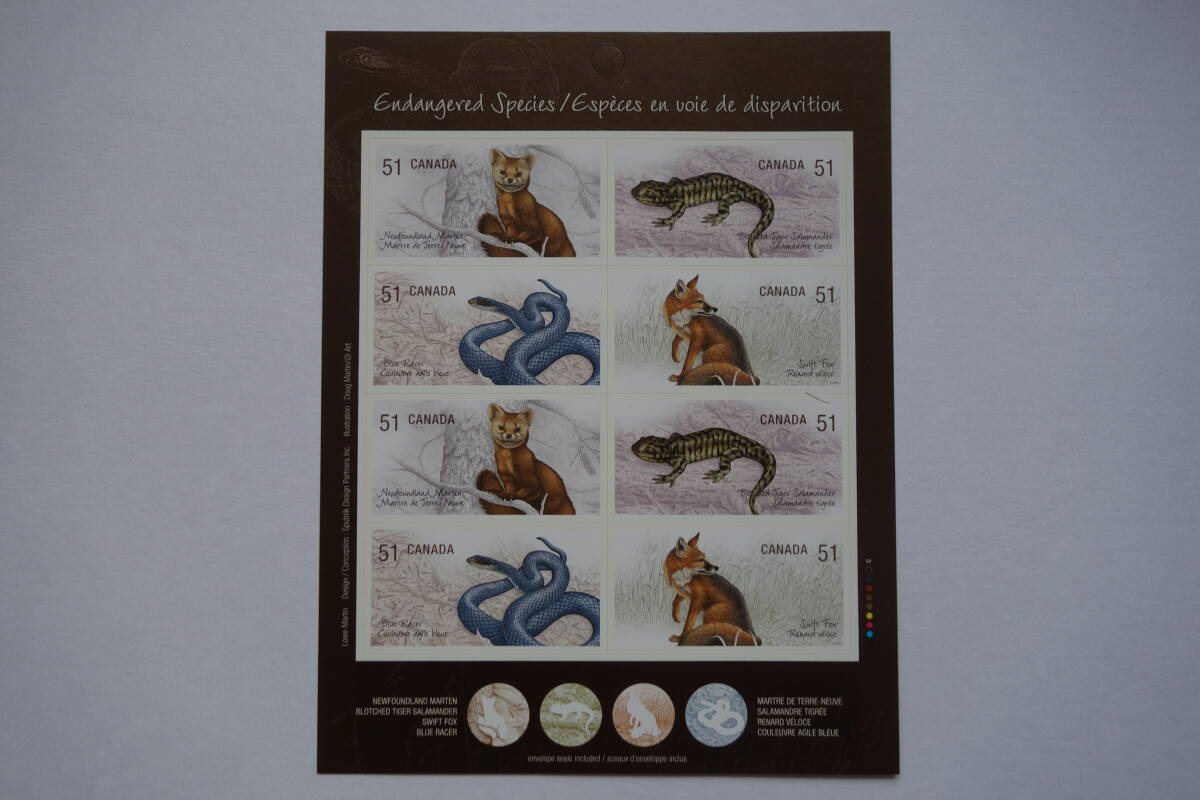 Endangered Species / Espèces en voie de disparition
51 CANADA
Newfoundland Marten
Martre de Terre-Neuve
CANADA 51
Blotched Tiger Salamander
Salamandre tigrée
51 CANADA
Blue Racer
Couleuvre agile bleue
CANADA 51
Swift Fox
Renard véloce
51 CANADA
Newfoundland Marten
Martre de Terre-Neuve
CANADA 51
Blotched Tiger Salamander
Salamandre tigrée
51 CANADA
Blue Racer
Couleuvre agile bleue
CANADA 51
Swift Fox
Renard véloce
Lowe-Martin Design / Conception : Sputnik Design Partners Inc. Illustration : Doug Martin/i2i Art
C
NEWFOUNDLAND MARTEN
BLOTCHED TIGER SALAMANDER
SWIFT FOX
BLUE RACER
MARTRE DE TERRE-NEUVE
SALAMANDRE TIGRÉE
RENARD VÉLOCE
COULEUVRE AGILE BLEUE
envelope seals included / sceaux d'enveloppe inclus